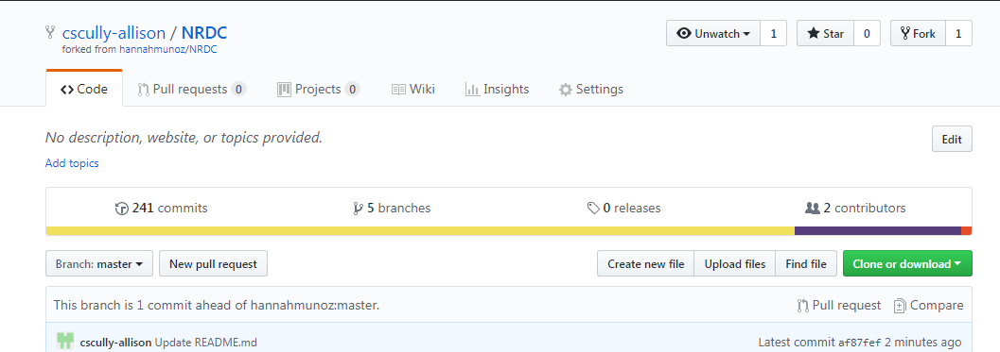 cscully-allison / NRDC
forked from hannahmunoz/NRDC
Unwatch 1 Star 0 Fork 1
Code Pull requests 0 Projects 0 Wiki Insights Settings
No description, website, or topics provided.
Edit
Add topics
241 commits 5 branches 0 releases 2 contributors
Branch: master New pull request Create new file Upload files Find file Clone or download
This branch is 1 commit ahead of hannahmunoz:master. Pull request Compare
cscully-allison Update README.md Latest commit af87fef 2 minutes ago